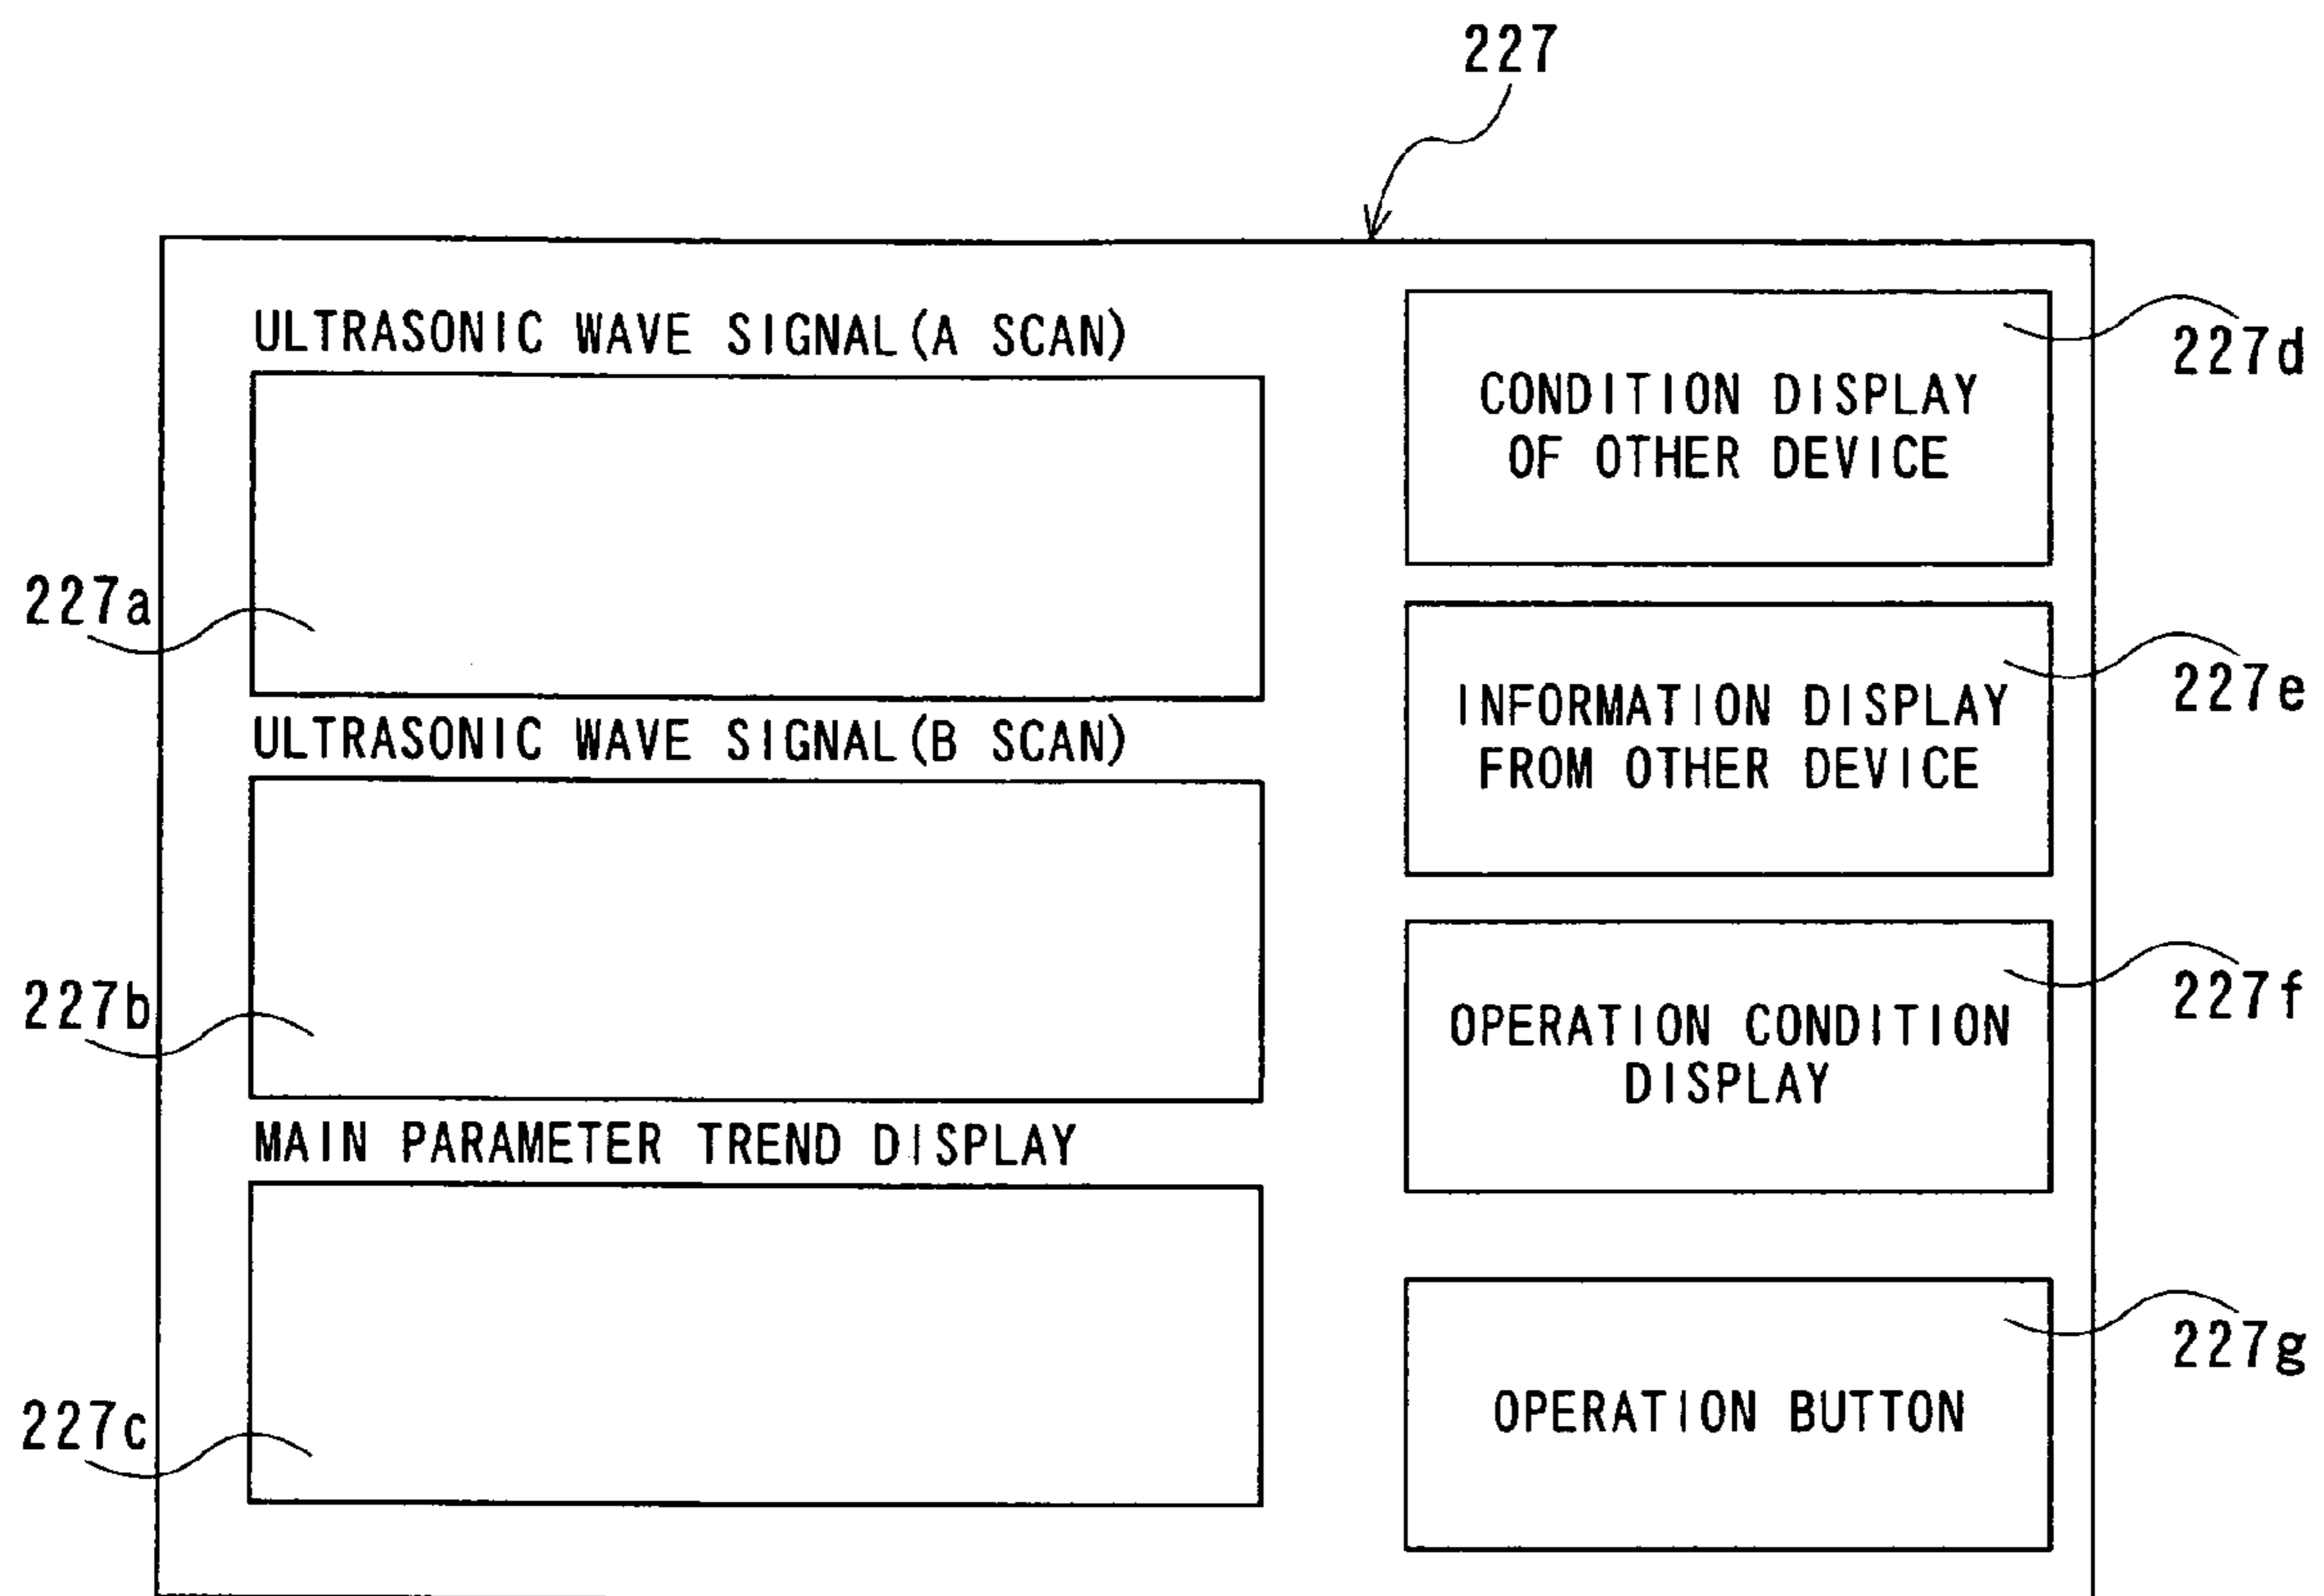 227
ULTRASONIC WAVE SIGNAL(A SCAN)
227a
ULTRASONIC WAVE SIGNAL(B SCAN)
227b
MAIN PARAMETER TREND DISPLAY
227c
CONDITION DISPLAY
OF OTHER DEVICE
227d
INFORMATION DISPLAY
FROM OTHER DEVICE
227e
OPERATION CONDITION
DISPLAY
227f
OPERATION BUTTON
227g